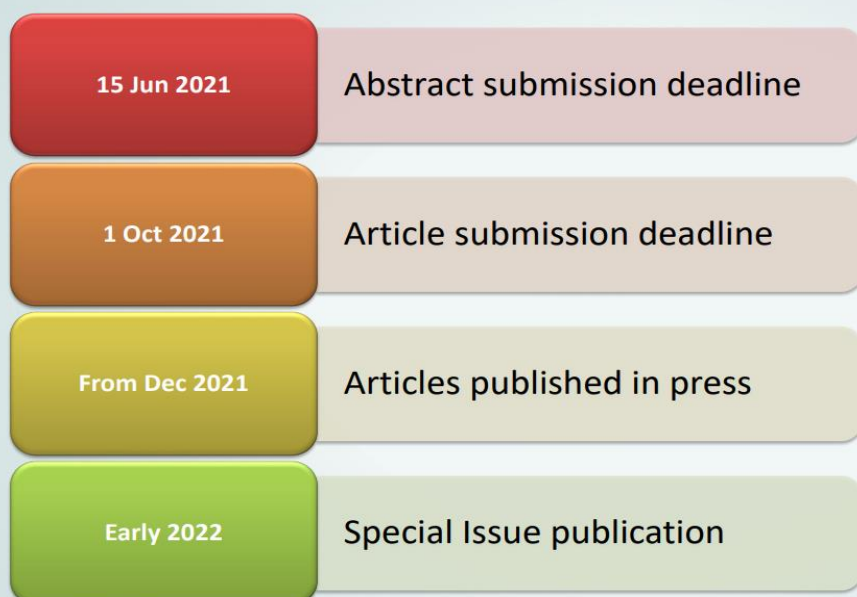 15 Jun 2021
Abstract submission deadline
1 Oct 2021
Article submission deadline
From Dec 2021
Articles published in press
Early 2022
Special Issue publication